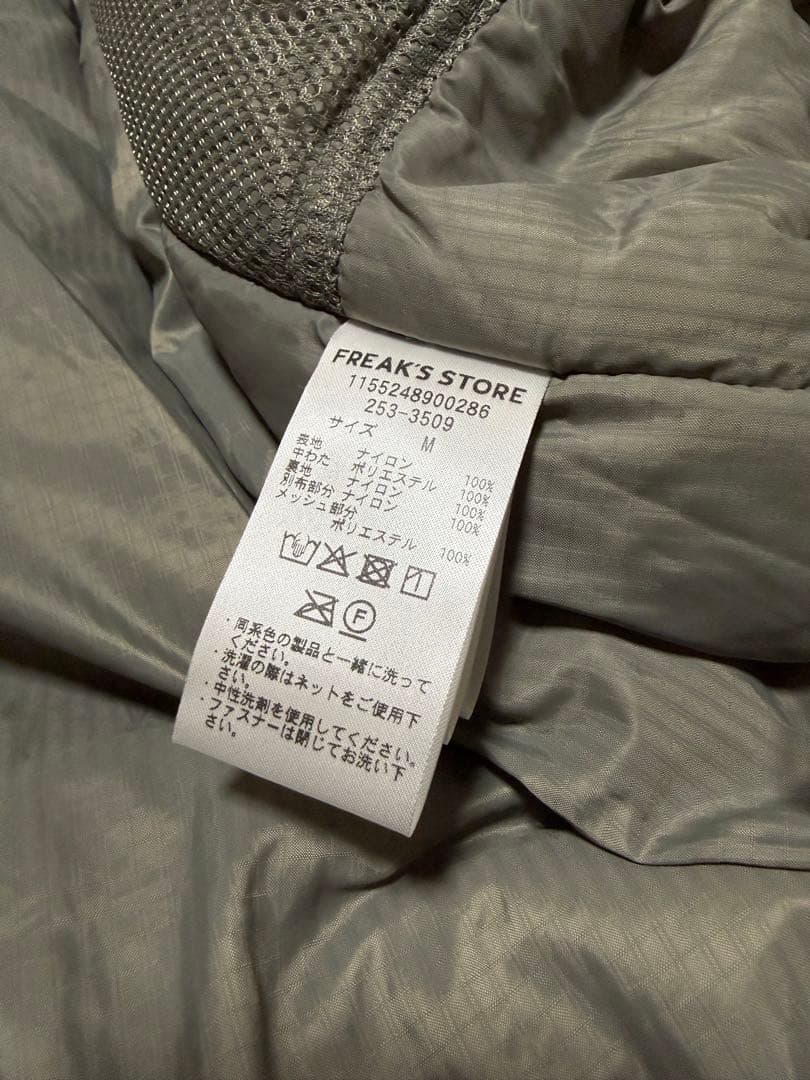 FREAK'S STORE
1155248900286
253-3509
サイズ M
表地 ナイロン 100%
中わた ポリエステル 100%
裏地 ナイロン 100%
別布部分 ナイロン 100%
メッシュ部分
ポリエステル 100%
F
・同系色の製品と一緒に洗って
ください。
・洗濯の際はネットをご使用下
さい。
・中性洗剤を使用してください。
・ファスナーは閉じてお洗い下
さい。